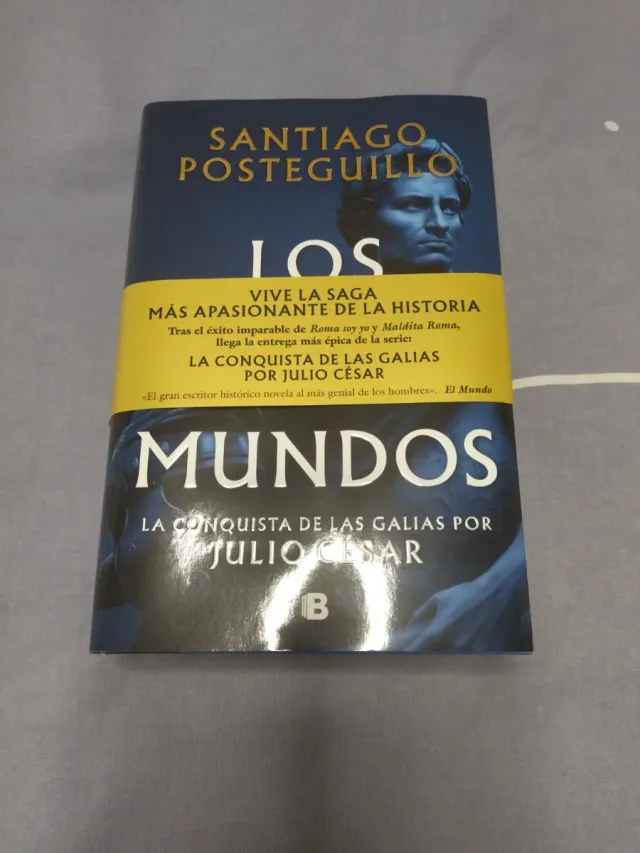 SANTIAGO
POSTEGUILLO
LOS
VIVE LA SAGA
MÁS APASIONANTE DE LA HISTORIA
Tras el éxito imparable de Roma soy yo y Maldita Roma,
llega la entrega más épica de la serie:
LA CONQUISTA DE LAS GALIAS
POR JULIO CÉSAR
«El gran escritor histórico novela al más genial de los hombres». El Mundo
MUNDOS
LA CONQUISTA DE LAS GALIAS POR
JULIO CÉSAR
B